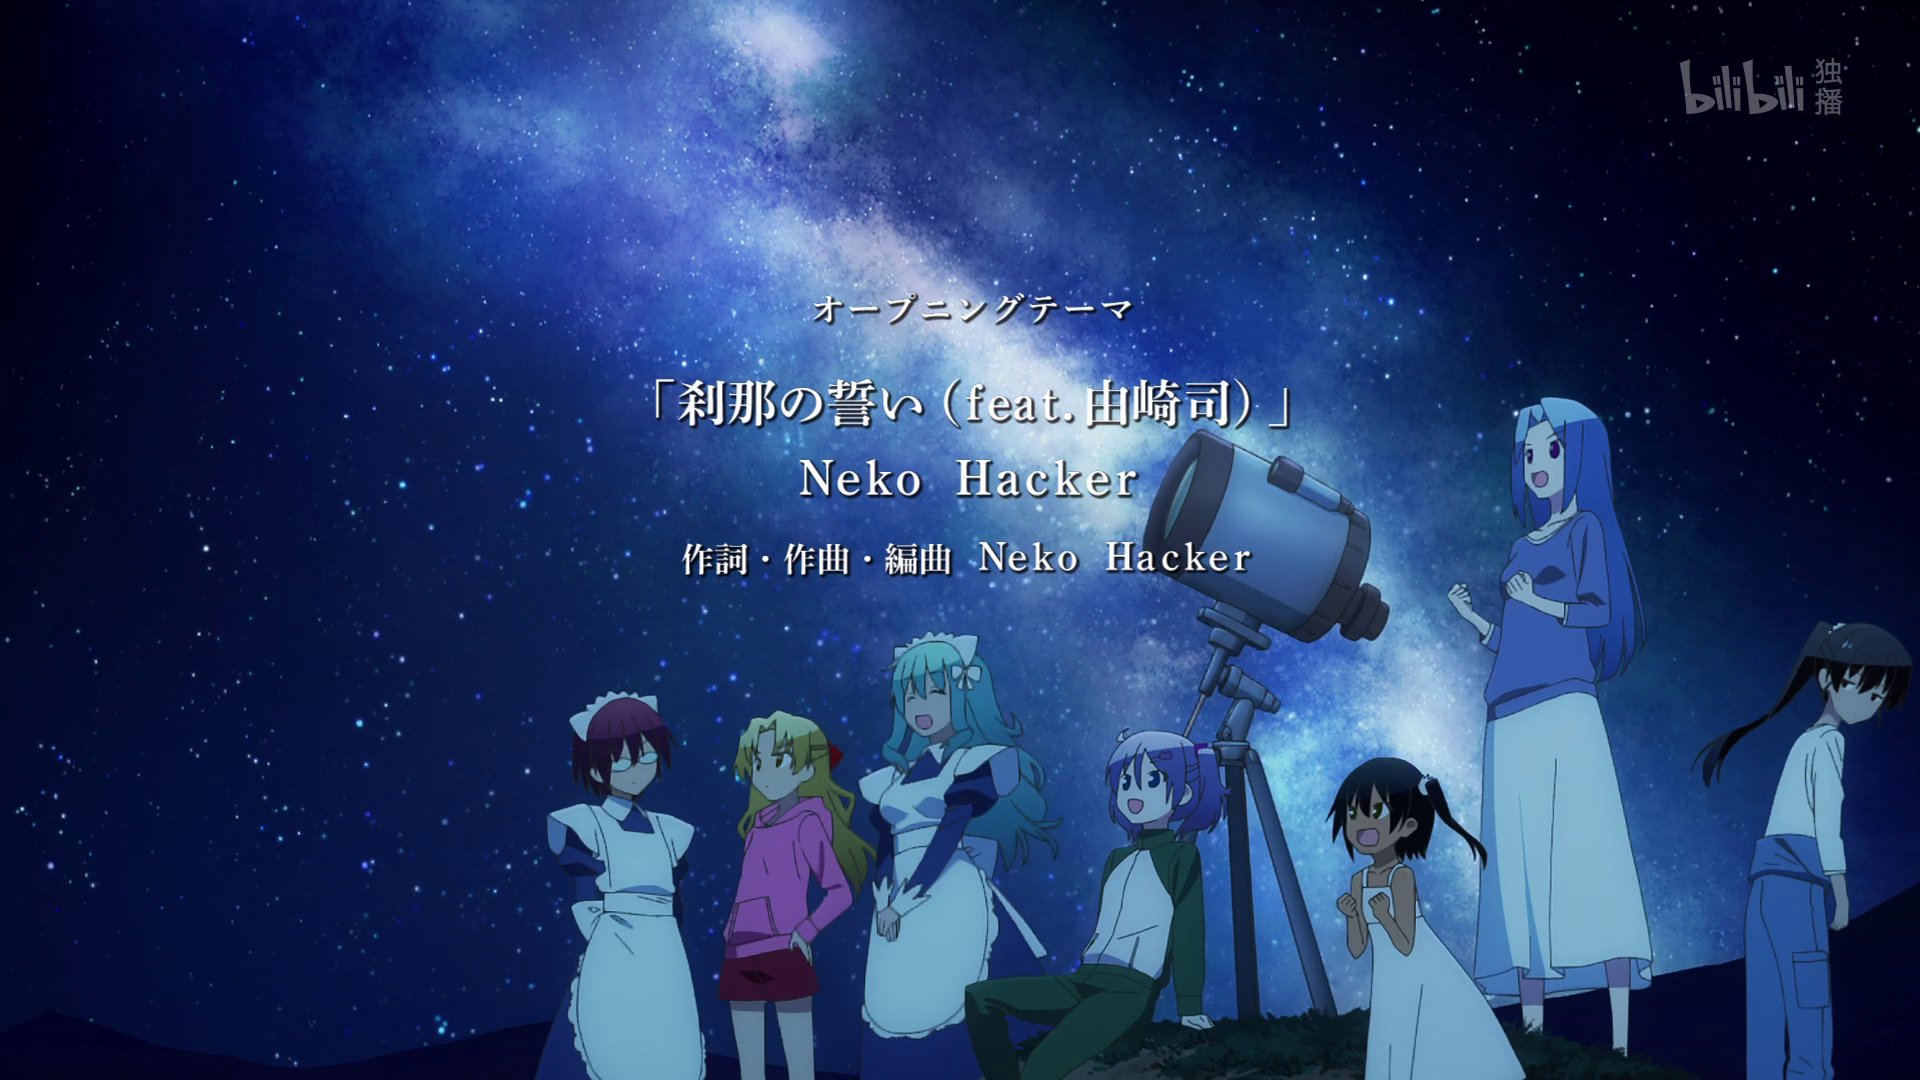 bilibili 独播
オープニングテーマ
「刹那の誓い（feat.由崎司）」
Neko Hacker
作詞・作曲・編曲 Neko Hacker